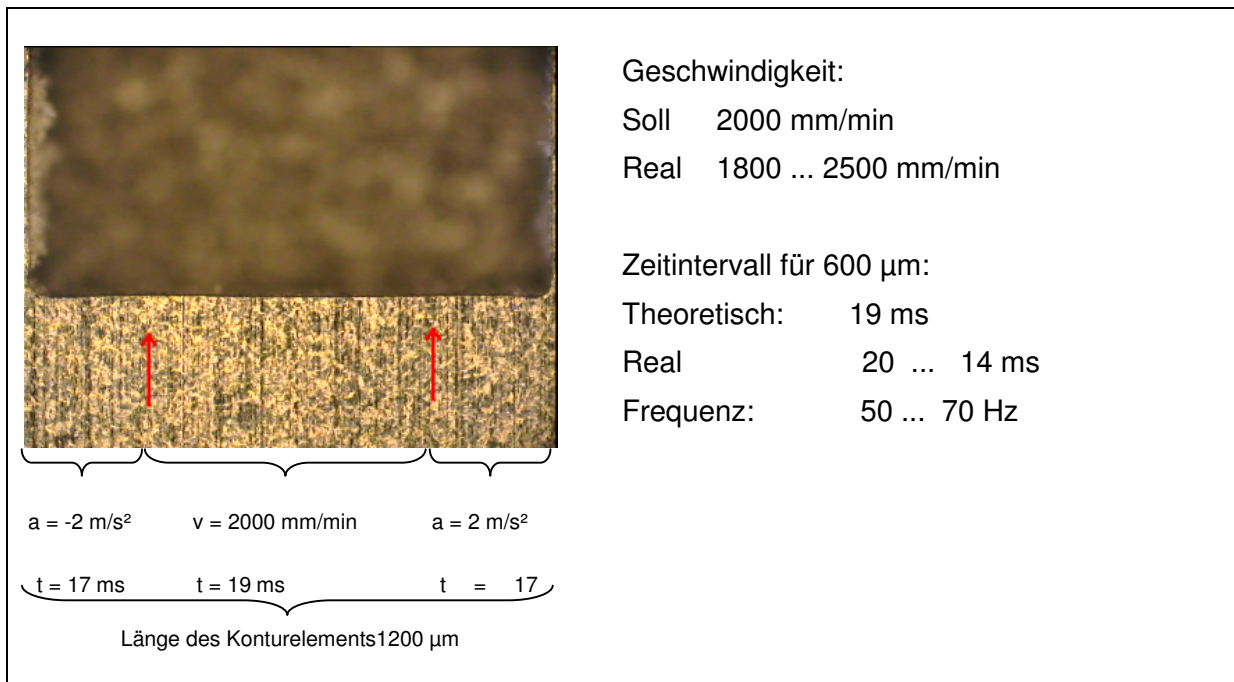 Geschwindigkeit:
Soll 2000 mm/min
Real 1800 ... 2500 mm/min
Zeitintervall für 600 µm:
Theoretisch: 19 ms
Real 20 ... 14 ms
Frequenz: 50 ... 70 Hz
a = -2 m/s² v = 2000 mm/min a = 2 m/s²
t = 17 ms t = 19 ms t = 17
Länge des Konturelements1200 µm